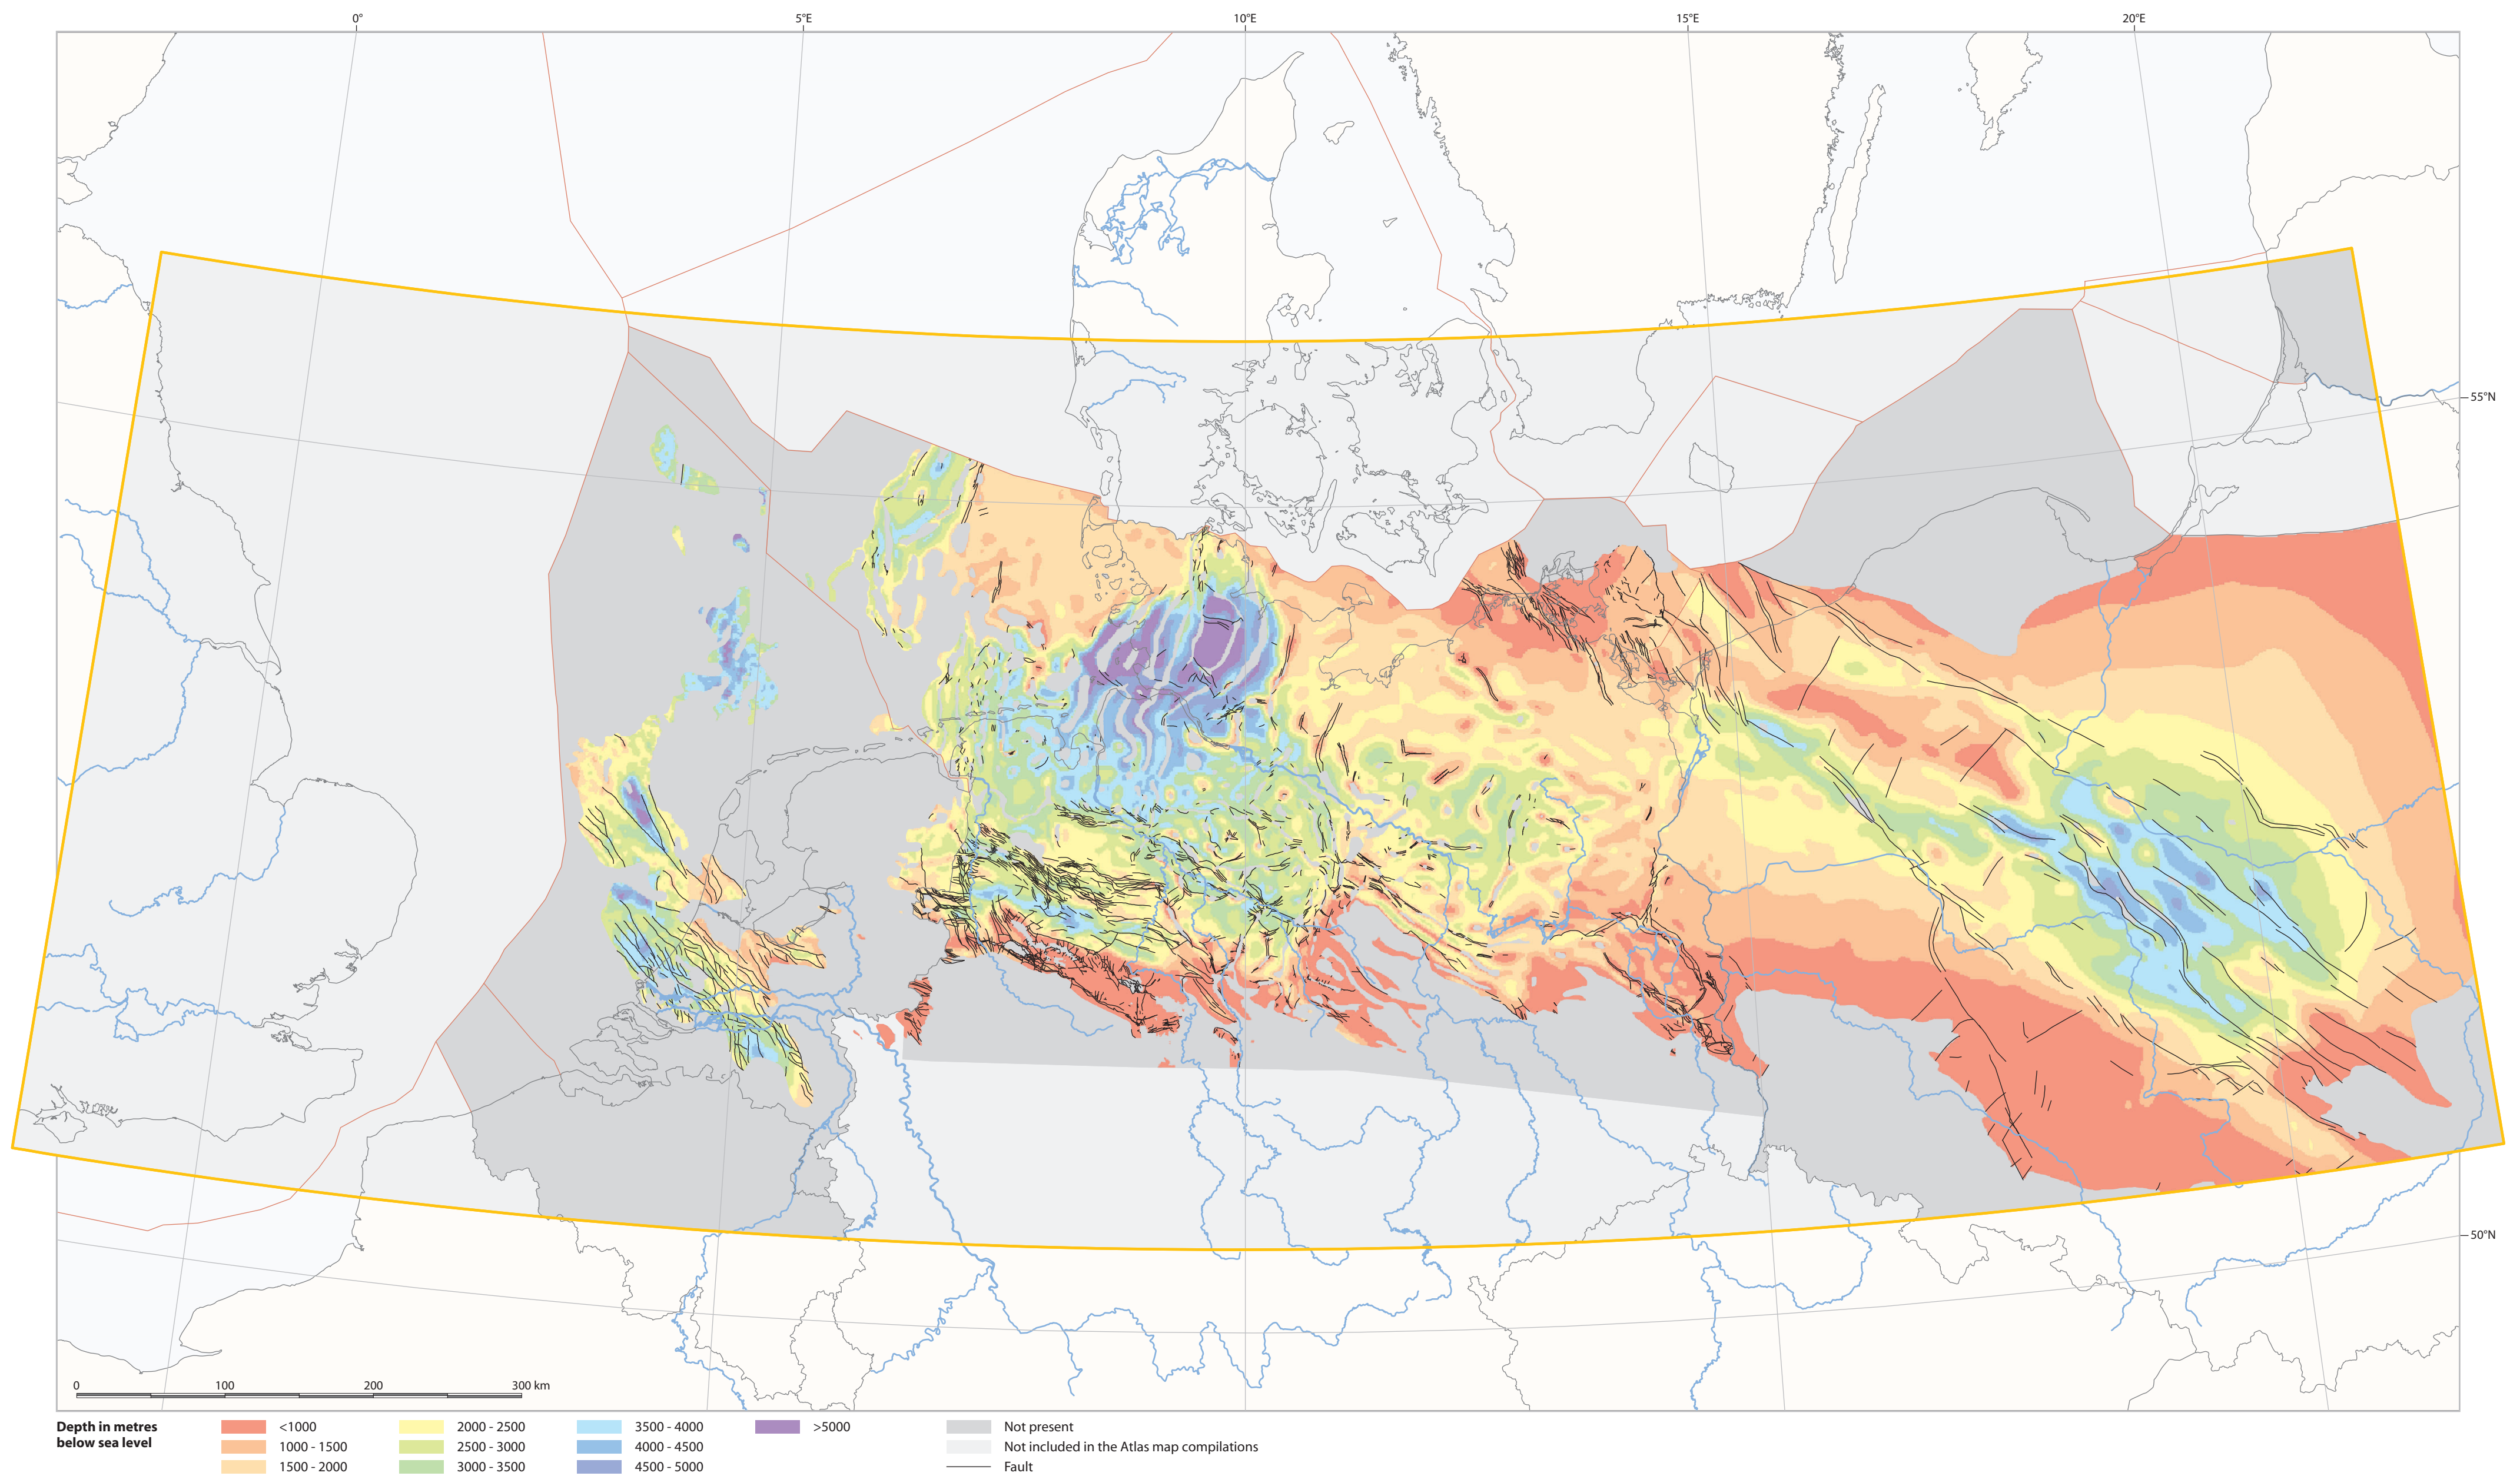 0° 5°E 10°E 15°E 20°E
55°N
50°N
0 100 200 300 km
Depth in metres
below sea level
<1000
1000 - 1500
1500 - 2000
2000 - 2500
2500 - 3000
3000 - 3500
3500 - 4000
4000 - 4500
4500 - 5000
>5000
Not present
Not included in the Atlas map compilations
Fault